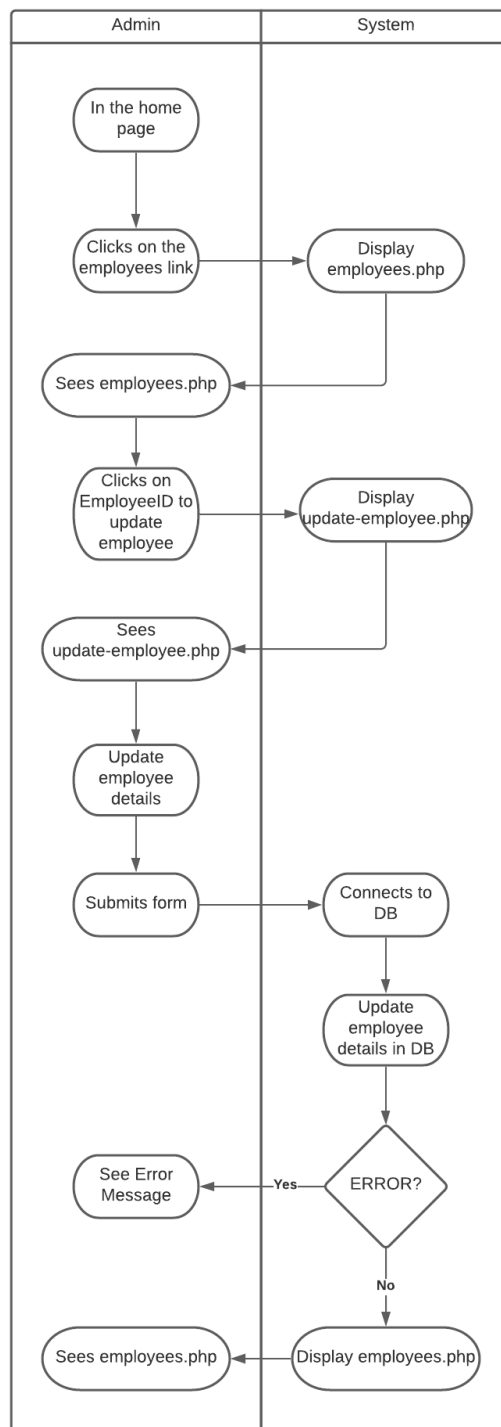 Admin
System
In the home
page
Clicks on the
employees link
Display
employees.php
Sees employees.php
Clicks on
EmployeeID to
update
employee
Display
update-employee.php
Sees
update-employee.php
Update
employee
details
Submits form
Connects to
DB
Update
employee
details in DB
ERROR?
Yes
See Error
Message
No
Display employees.php
Sees employees.php